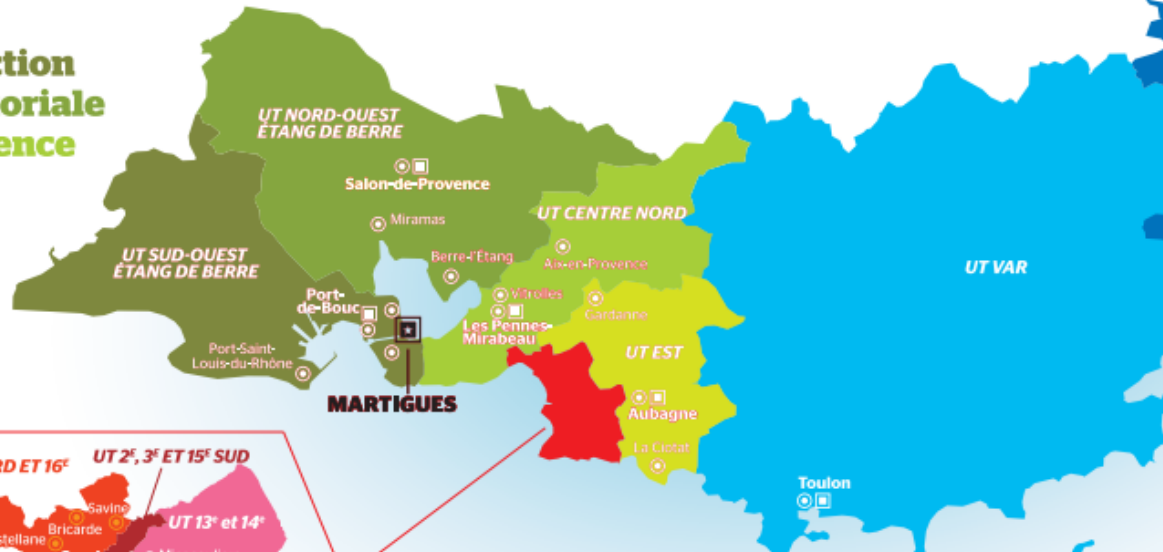 ction
oriale
ence
UT NORD-OUEST
ÉTANG DE BERRE
Salon-de-Provence
Miramas
UT CENTRE NORD
UT SUD-OUEST
ÉTANG DE BERRE
Berre-l'Étang
Aix-en-Provence
UT VAR
Port-
de-Bouc
Vitrolles
Gardanne
Les Pennes-
Mirabeau
Port-Saint-
Louis-du-Rhône
UT EST
MARTIGUES
Aubagne
La Ciotat
RD ET 16E
UT 2E, 3E ET 15E SUD
Toulon
Savine
Bricarde
stellane
UT 13e et 14e